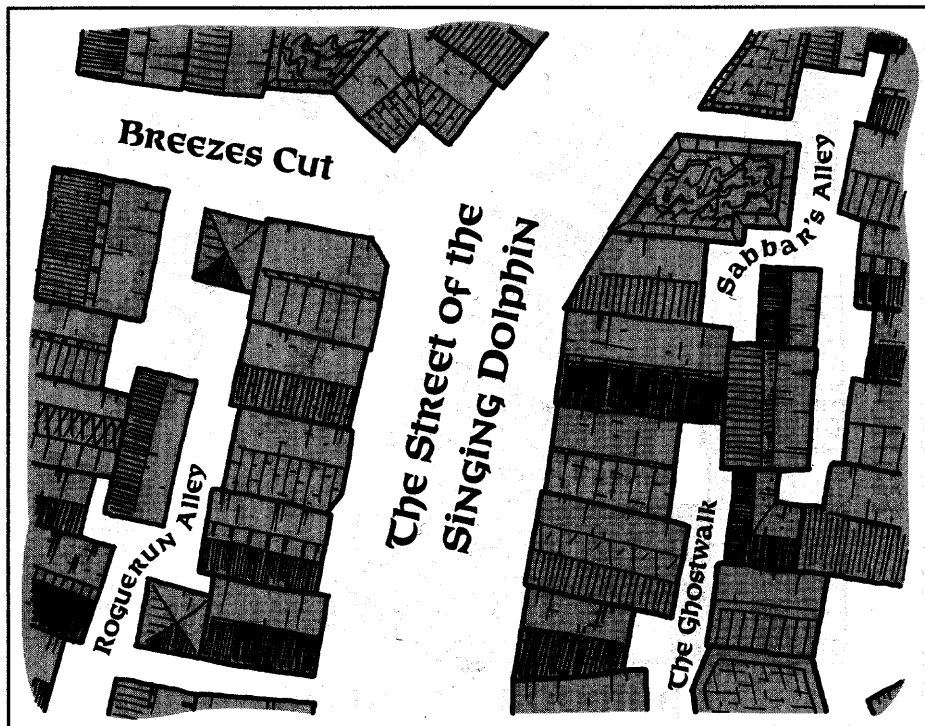 Breezes Cut
The Street of the
Singing Dolphin
Sabbar's Alley
Roguerun Alley
The Ghostwalk